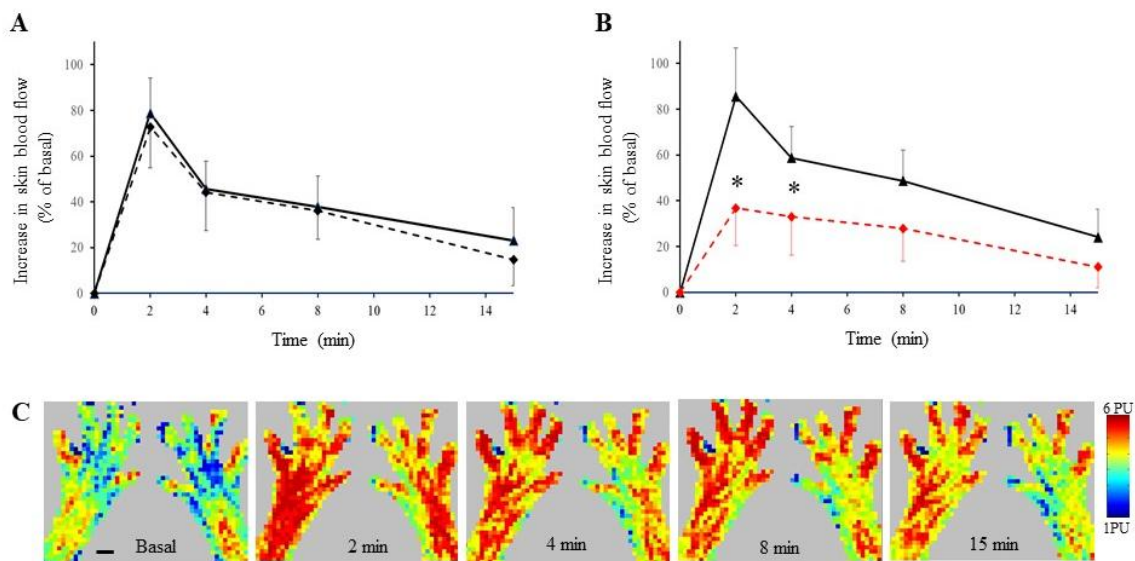 A
Increase in skin blood flow
(% of basal)
100
80
60
40
20
0
0 2 4 6 8 10 12 14
Time (min)
B
Increase in skin blood flow
(% of basal)
100
80
60
40
20
0
* *
0 2 4 6 8 10 12 14
Time (min)
C
Basal
2 min
4 min
8 min
15 min
6 PU
1PU